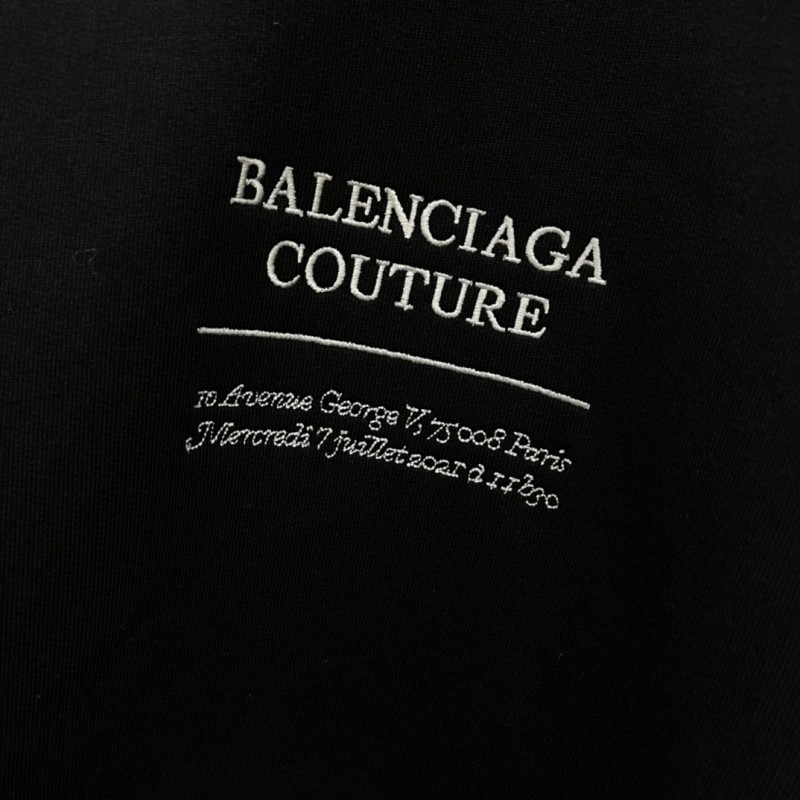 BALENCIAGA
COUTURE
10 Avenue George V, 75008 Paris
Mercredi 7 juillet 2021 à 11h30